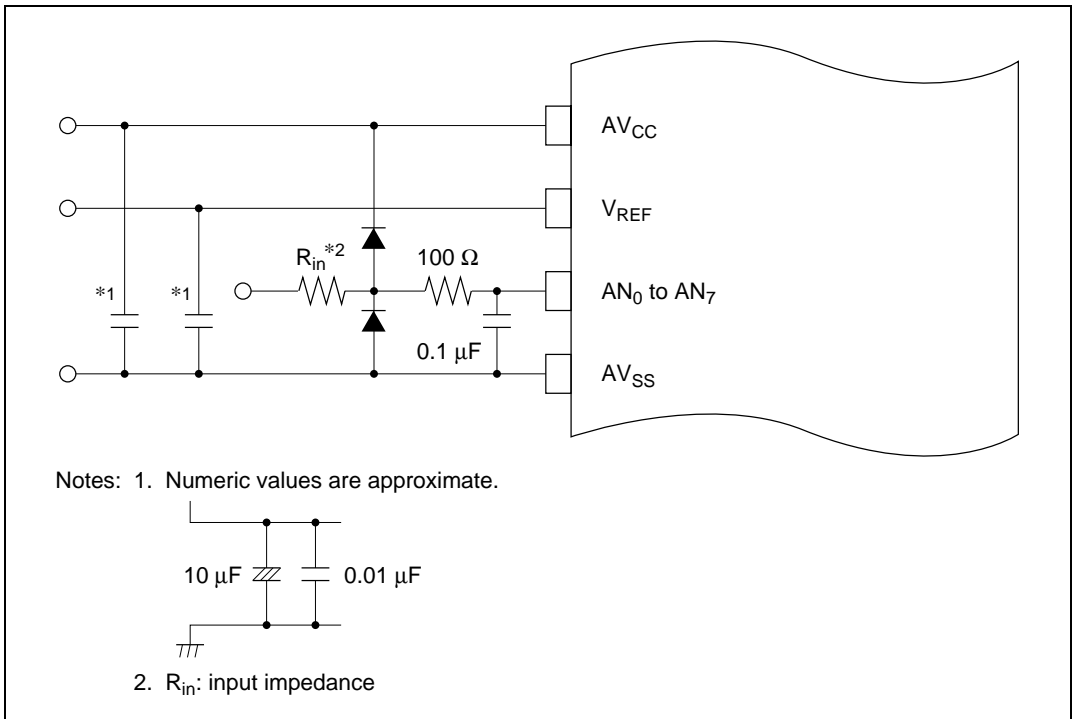 AVCC
VREF
Rin*2
100 Ω
*1
*1
AN0 to AN7
0.1 μF
AVSS
Notes: 1. Numeric values are approximate.
10 μF
0.01 μF
2. Rin: input impedance